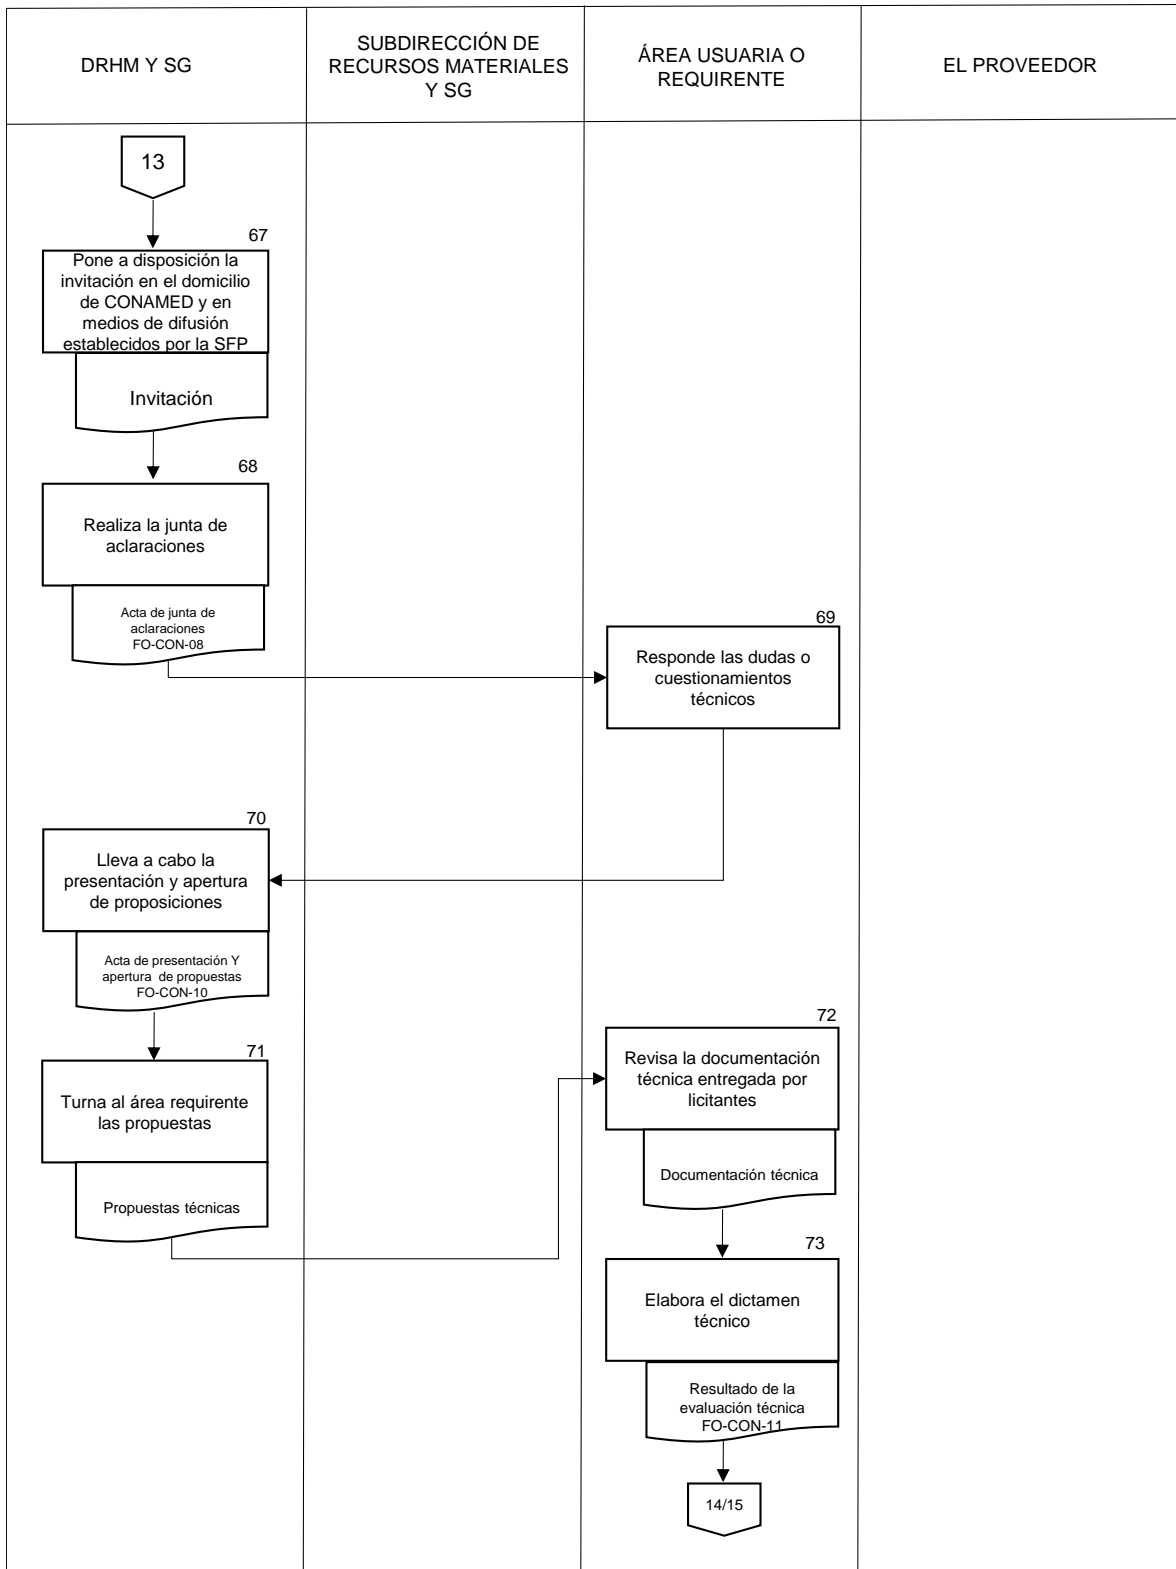 DRHM Y SG
SUBDIRECCIÓN DE
RECURSOS MATERIALES
Y SG
ÁREA USUARIA O
REQUIRENTE
EL PROVEEDOR
13
67
Pone a disposición la
invitación en el domicilio
de CONAMED y en
medios de difusión
establecidos por la SFP
Invitación
68
Realiza la junta de
aclaraciones
Acta de junta de
aclaraciones
FO-CON-08
69
Responde las dudas o
cuestionamientos
técnicos
70
Lleva a cabo la
presentación y apertura
de proposiciones
Acta de presentación Y
apertura de propuestas
FO-CON-10
71
Turna al área requirente
las propuestas
Propuestas técnicas
72
Revisa la documentación
técnica entregada por
licitantes
Documentación técnica
73
Elabora el dictamen
técnico
Resultado de la
evaluación técnica
FO-CON-11
14/15